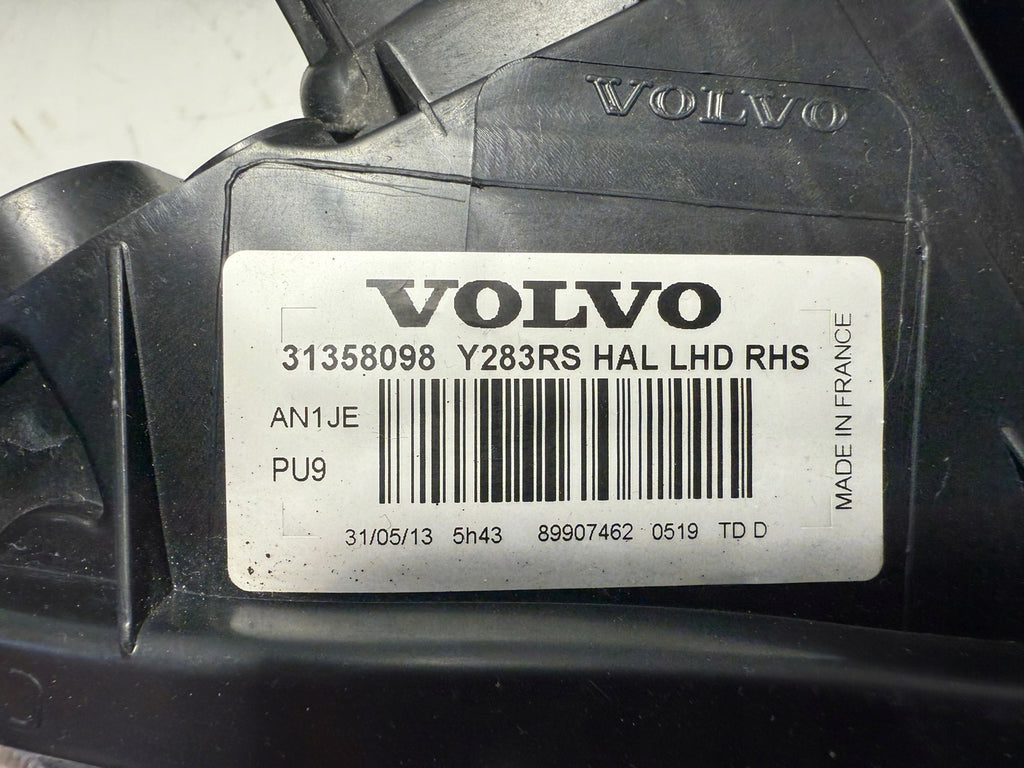 VOLVO
VOLVO
31358098 Y283RS HAL LHD RHS
AN1JE
PU9
31/05/13 5h43 89907462 0519 TD D
MADE IN FRANCE